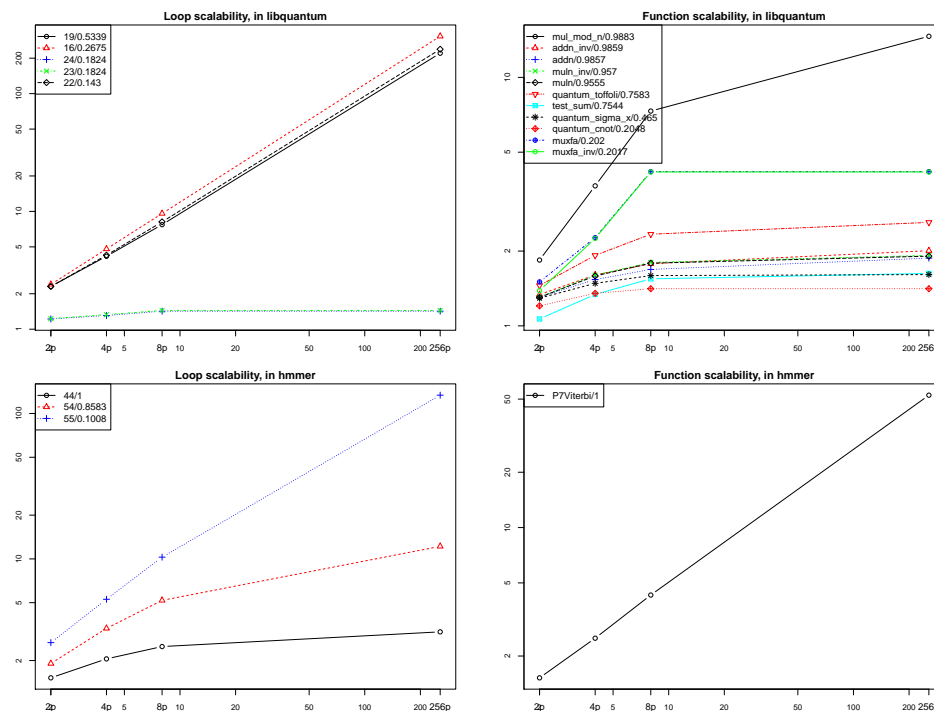 Loop scalability, in libquantum
19/0.5339
16/0.2675
24/0.1824
23/0.1824
22/0.143
1 2 5 10 20 50 100 200
2p 4p 5 8p 10 20 50 100 200 256p
Function scalability, in libquantum
mul_mod_n/0.9883
addn_inv/0.9859
addn/0.9857
muln_inv/0.957
muln/0.9555
quantum_toffoli/0.7583
test_sum/0.7544
quantum_sigma_x/0.465
quantum_cnot/0.2048
muxfa/0.202
muxfa_inv/0.2017
1 2 5 10
2p 4p 5 8p 10 20 50 100 200 256
Loop scalability, in hmmer
44/1
54/0.8583
55/0.1008
2 5 10 20 50 100
2p 4p 5 8p 10 20 50 100 200 256p
Function scalability, in hmmer
P7Viterbi/1
2 5 10 20 50
2p 4p 5 8p 10 20 50 100 200 256